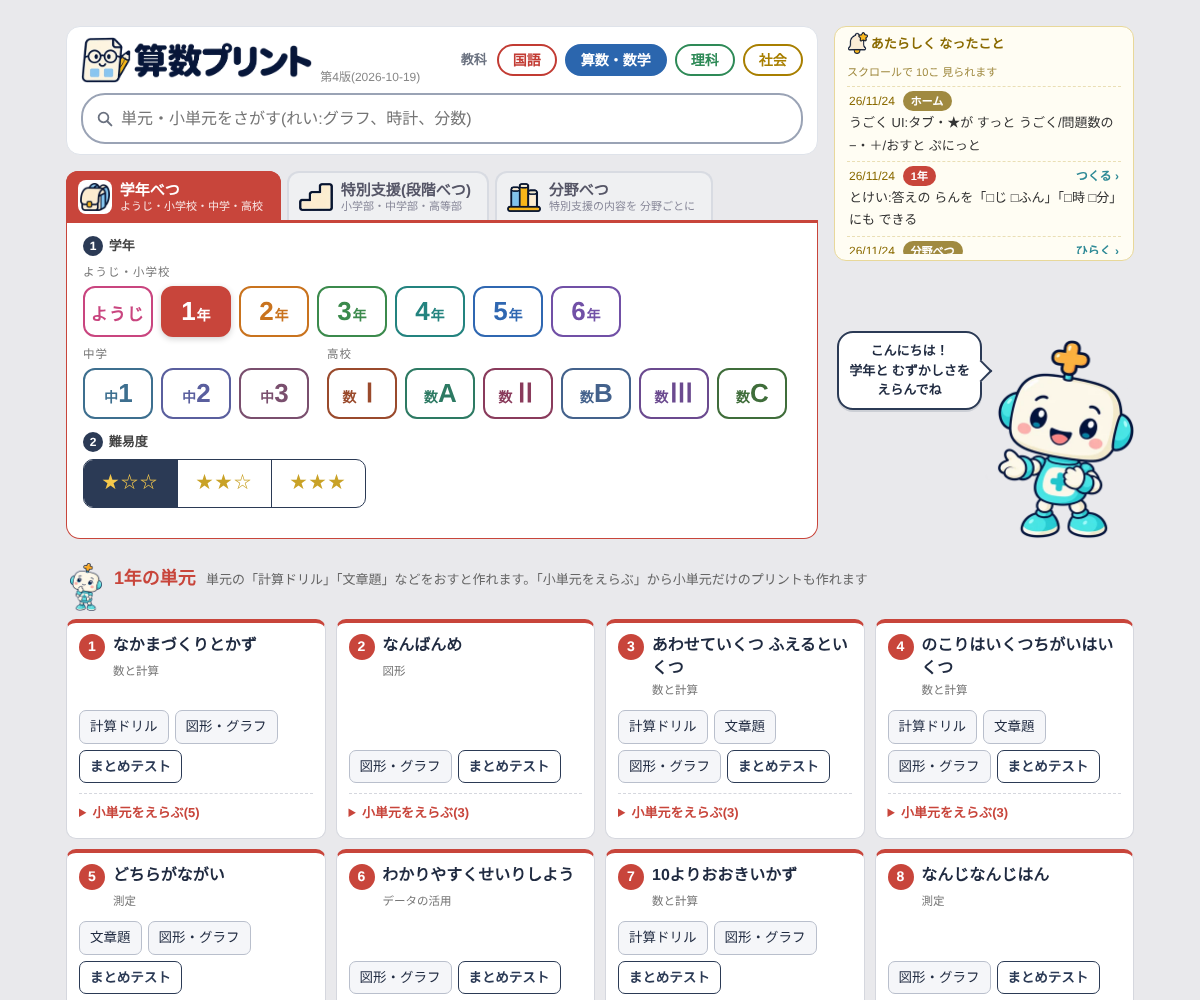 算数プリント
第4版(2026-10-19)
教科
国語
算数・数学
理科
社会
単元・小単元をさがす(れい:グラフ、時計、分数)
あたらしく なったこと
スクロールで 10こ 見られます
26/11/24 ホーム
うごく UI:タブ・★が すっと うごく/問題数の
−・＋/おすと ぷにっと
26/11/24 1年 つくる ›
とけい:答えの らんを「□じ □ふん」「□時 □分」
にも できる
26/11/24 分野べつ ひらく ›
学年べつ
ようじ・小学校・中学・高校
特別支援(段階べつ)
小学部・中学部・高等部
分野べつ
特別支援の内容を 分野ごとに
1 学年
ようじ・小学校
ようじ
1年
2年
3年
4年
5年
6年
中学
高校
中1
中2
中3
数Ⅰ
数A
数Ⅱ
数B
数Ⅲ
数C
2 難易度
★☆☆
★★☆
★★★
こんにちは！
学年と むずかしさを
えらんでね
1年の単元 単元の「計算ドリル」「文章題」などをおすと作れます。「小単元をえらぶ」から小単元だけのプリントも作れます
1 なかまづくりとかず
数と計算
計算ドリル
図形・グラフ
まとめテスト
▶ 小単元をえらぶ(5)
2 なんばんめ
図形
図形・グラフ
まとめテスト
▶ 小単元をえらぶ(3)
3 あわせていくつ ふえるとい
くつ
数と計算
計算ドリル
文章題
図形・グラフ
まとめテスト
▶ 小単元をえらぶ(3)
4 のこりはいくつちがいはい
くつ
数と計算
計算ドリル
文章題
図形・グラフ
まとめテスト
▶ 小単元をえらぶ(3)
5 どちらがながい
測定
文章題
図形・グラフ
まとめテスト
6 わかりやすくせいりしよう
データの活用
図形・グラフ
まとめテスト
7 10よりおおきいかず
数と計算
計算ドリル
図形・グラフ
まとめテスト
8 なんじなんじはん
測定
図形・グラフ
まとめテスト